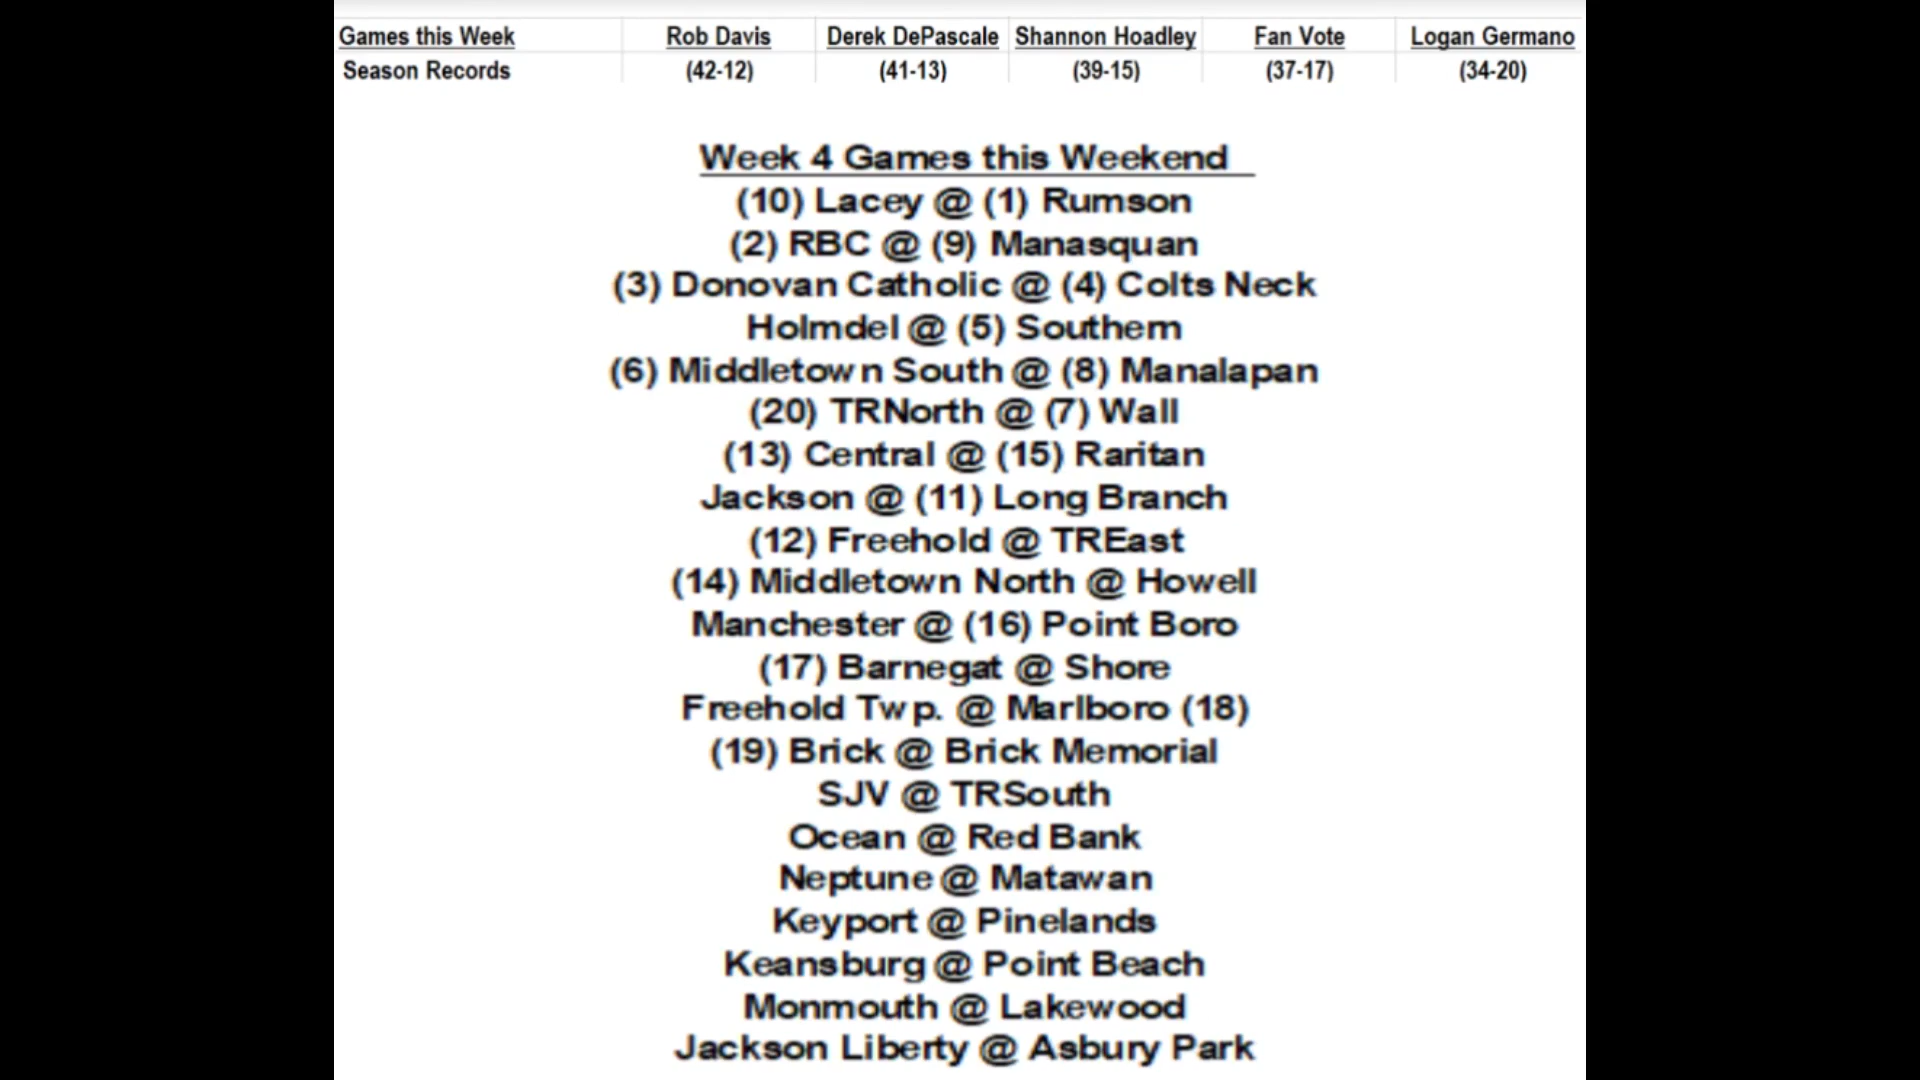 Games this Week Rob Davis Derek DePascale Shannon Hoadley Fan Vote Logan Germano
Season Records (42-12) (41-13) (39-15) (37-17) (34-20)
Week 4 Games this Weekend
(10) Lacey @ (1) Rumson
(2) RBC @ (9) Manasquan
(3) Donovan Catholic @ (4) Colts Neck
Holmdel @ (5) Southern
(6) Middletown South @ (8) Manalapan
(20) TRNorth @ (7) Wall
(13) Central @ (15) Raritan
Jackson @ (11) Long Branch
(12) Freehold @ TREast
(14) Middletown North @ Howell
Manchester @ (16) Point Boro
(17) Barnegat @ Shore
Freehold Twp. @ Marlboro (18)
(19) Brick @ Brick Memorial
SJV @ TRSouth
Ocean @ Red Bank
Neptune @ Matawan
Keyport @ Pinelands
Keansburg @ Point Beach
Monmouth @ Lakewood
Jackson Liberty @ Asbury Park